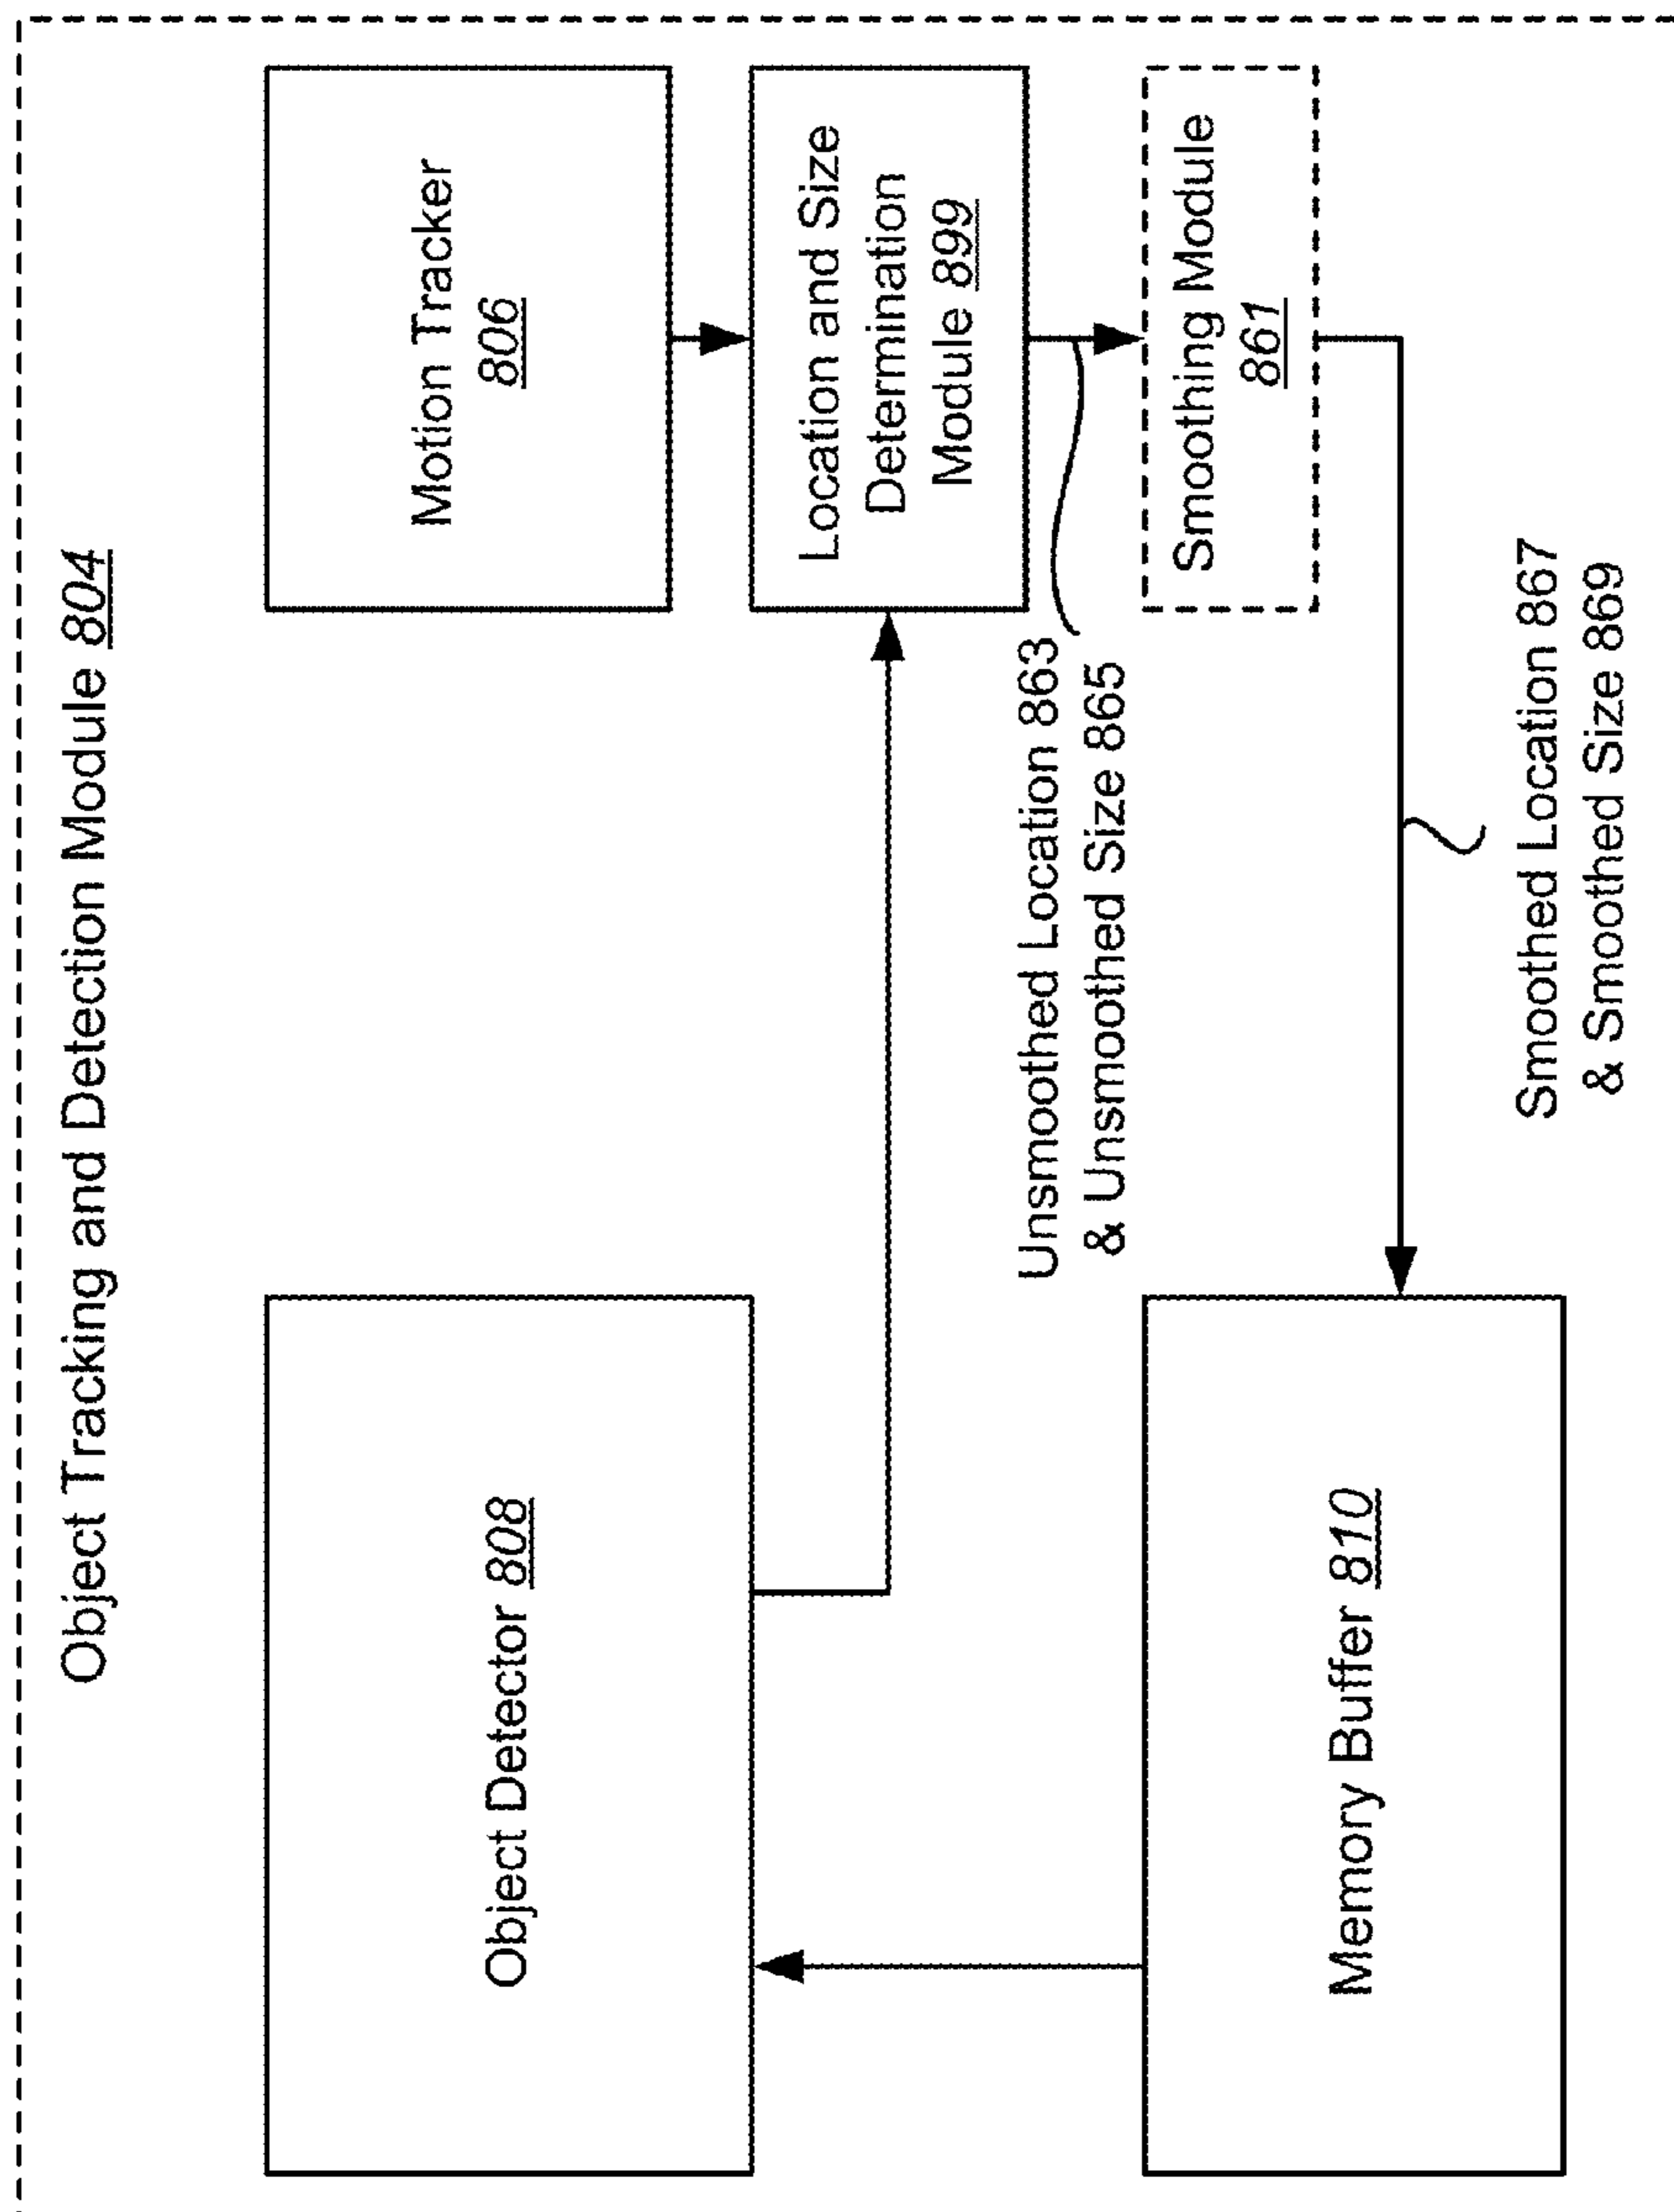 Object Tracking and Detection Module 804
Object Detector 808
Motion Tracker
806
Location and Size
Determination
Module 899
Unsmoothed Location 863
& Unsmoothed Size 865
Smoothing Module
861
Memory Buffer 810
Smoothed Location 867
& Smoothed Size 869